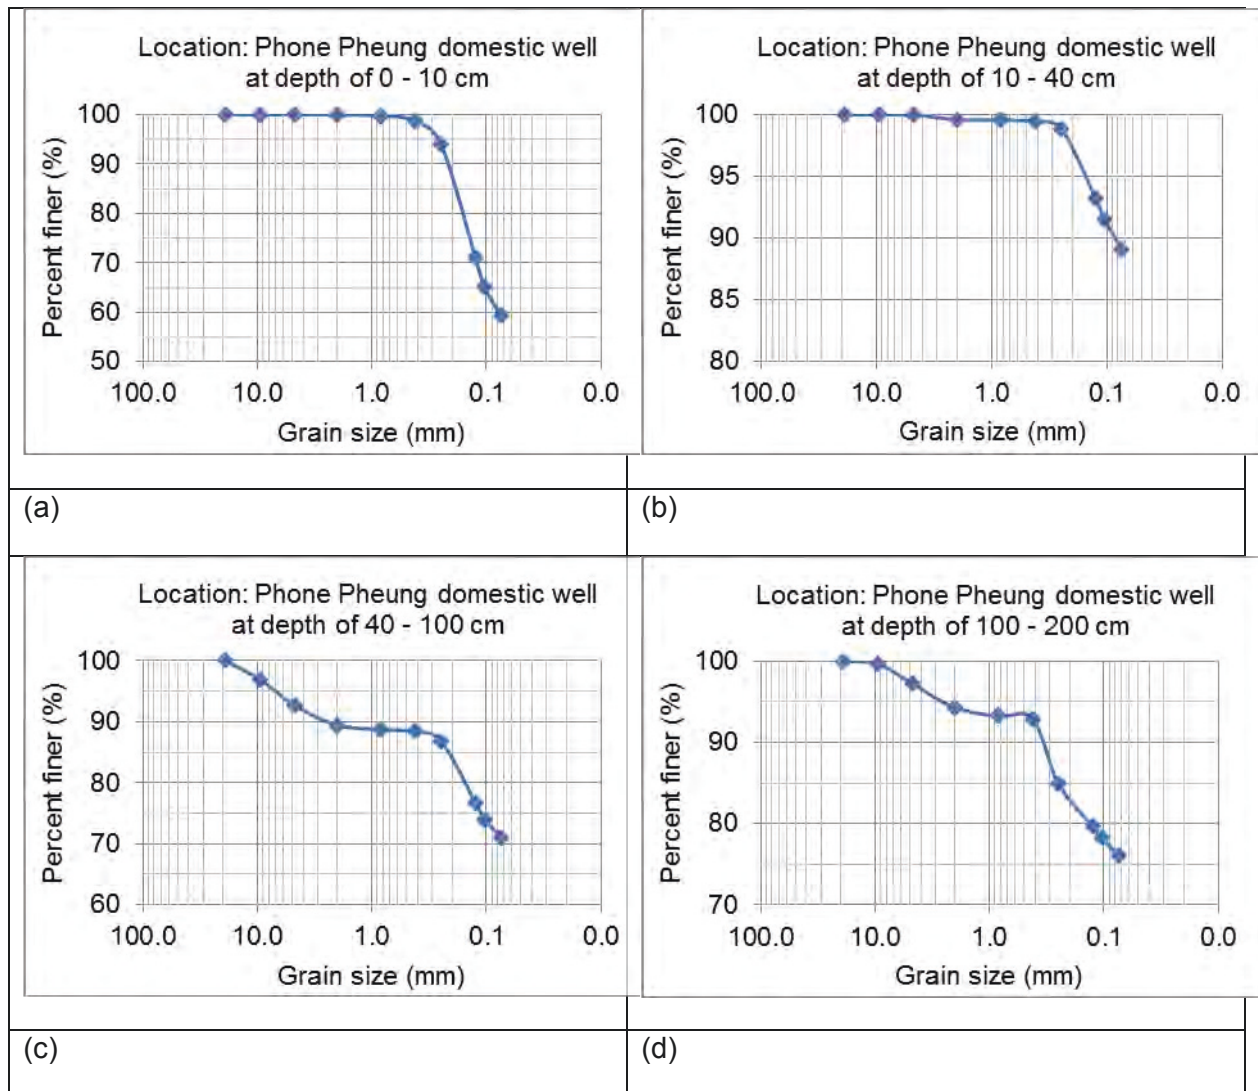 Location: Phone Pheung domestic well
at depth of 0 - 10 cm
Percent finer (%)
100
90
80
70
60
50
100.0 10.0 1.0 0.1 0.0
Grain size (mm)
Location: Phone Pheung domestic well
at depth of 10 - 40 cm
Percent finer (%)
100
95
90
85
80
100.0 10.0 1.0 0.1 0.0
Grain size (mm)
(a)
(b)
Location: Phone Pheung domestic well
at depth of 40 - 100 cm
Percent finer (%)
100
90
80
70
60
100.0 10.0 1.0 0.1 0.0
Grain size (mm)
Location: Phone Pheung domestic well
at depth of 100 - 200 cm
Percent finer (%)
100
90
80
70
100.0 10.0 1.0 0.1 0.0
Grain size (mm)
(c)
(d)